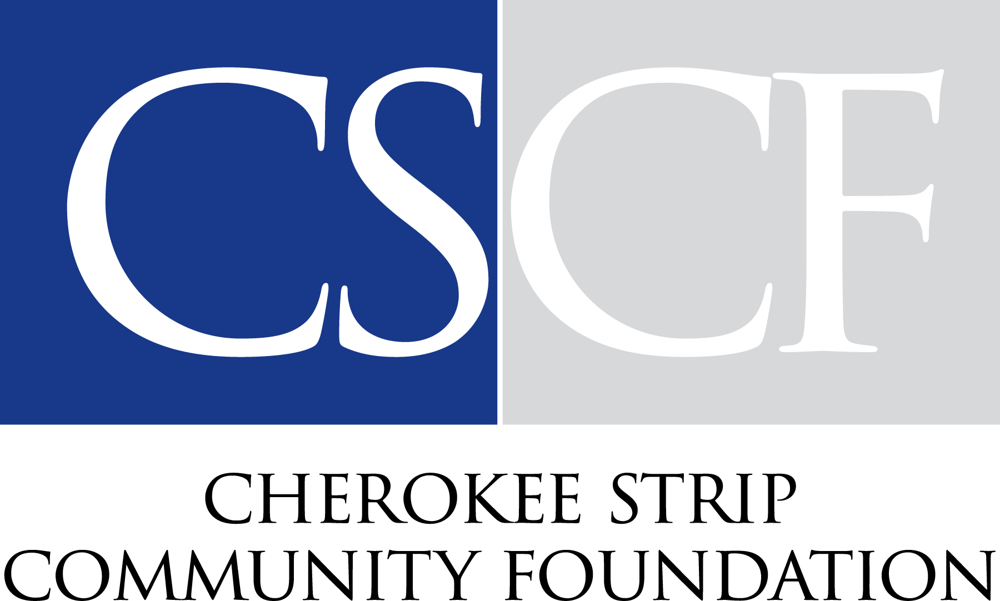 CSCF
CHEROKEE STRIP
COMMUNITY FOUNDATION